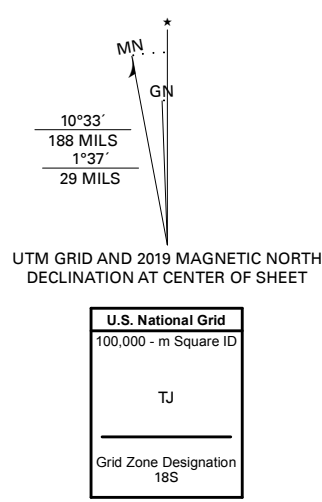 ★
MN
GN
10°33´
188 MILS
1°37´
29 MILS
UTM GRID AND 2019 MAGNETIC NORTH
DECLINATION AT CENTER OF SHEET
U.S. National Grid
100,000 - m Square ID
TJ
Grid Zone Designation
18S